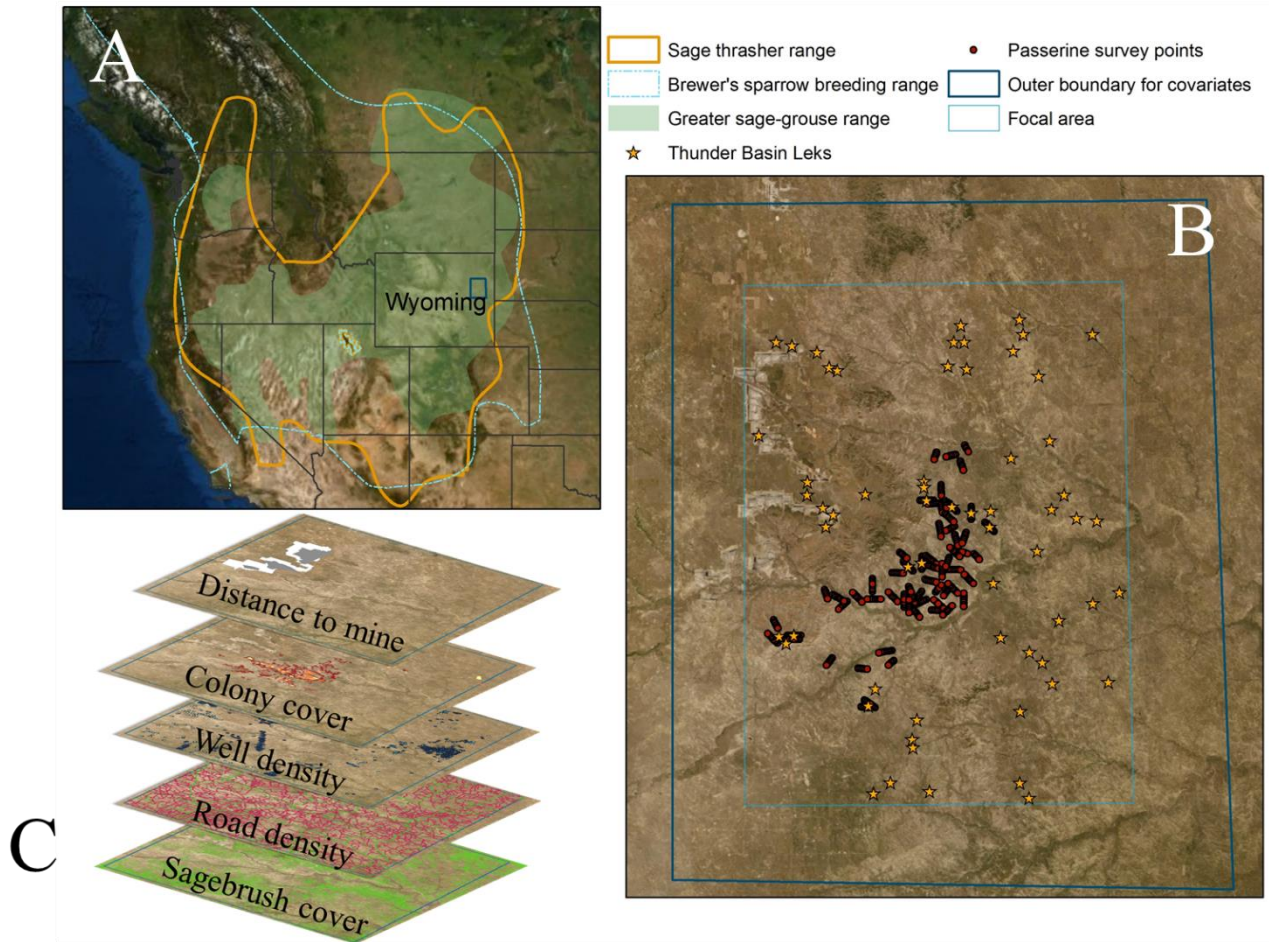 A
Wyoming
Sage thrasher range
Brewer's sparrow breeding range
Greater sage-grouse range
Thunder Basin Leks
Passerine survey points
Outer boundary for covariates
Focal area
B
C
Distance to mine
Colony cover
Well density
Road density
Sagebrush cover